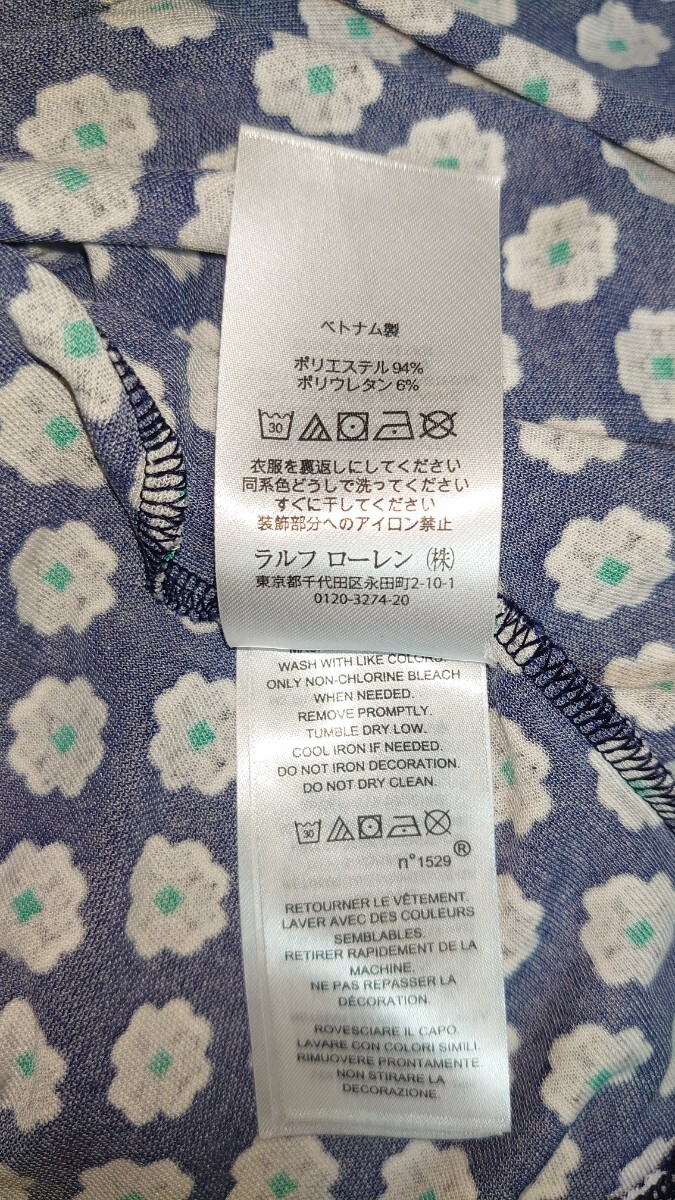 ベトナム製
ポリエステル 94%
ポリウレタン 6%
30
衣服を裏返しにしてください
同系色どうしで洗ってください
すぐに干してください
装飾部分へのアイロン禁止
ラルフ ローレン (株)
東京都千代田区永田町2-10-1
0120-3274-20
WASH WITH LIKE COLORS.
ONLY NON-CHLORINE BLEACH
WHEN NEEDED.
REMOVE PROMPTLY.
TUMBLE DRY LOW.
COOL IRON IF NEEDED.
DO NOT IRON DECORATION.
DO NOT DRY CLEAN.
30
n°1529 ®
RETOURNER LE VÊTEMENT.
LAVER AVEC DES COULEURS
SEMBLABLES.
RETIRER RAPIDEMENT DE LA
MACHINE.
NE PAS REPASSER LA
DÉCORATION.
ROVESCIARE IL CAPO.
LAVARE CON COLORI SIMILI.
RIMUOVERE PRONTAMENTE.
NON STIRARE LA
DECORAZIONE.